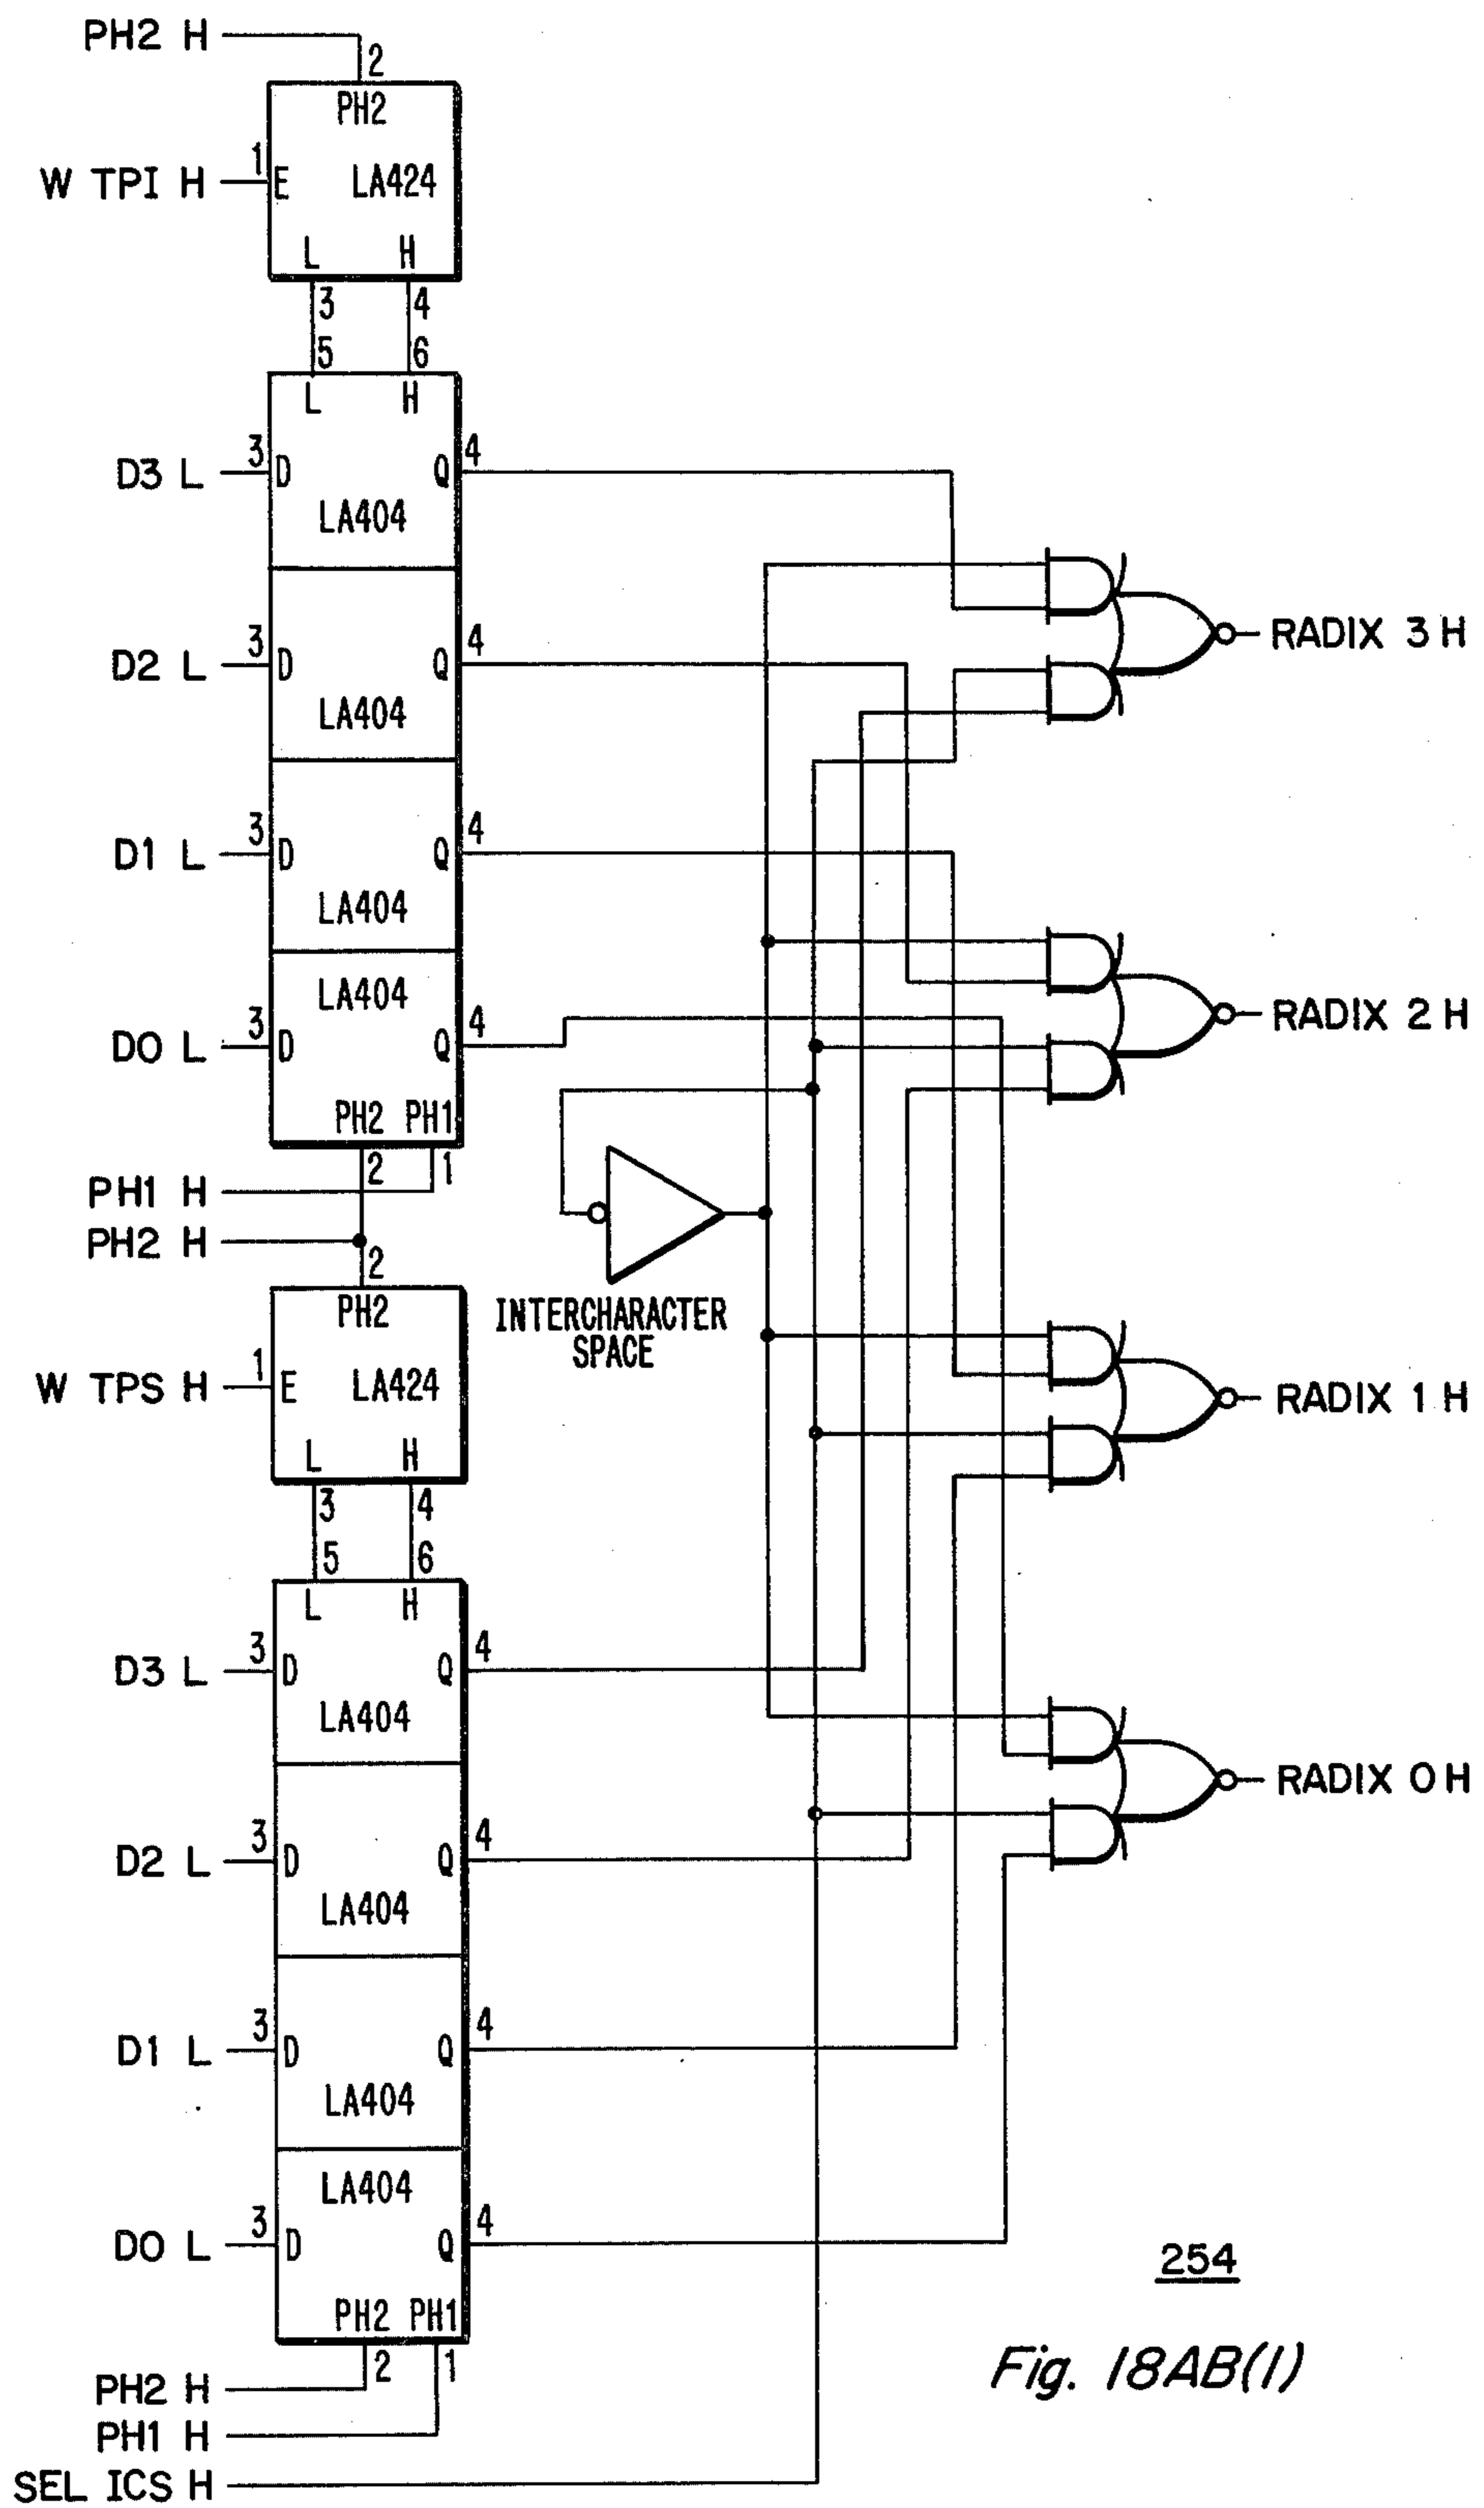 PH2 H
2
PH2
W TPI H
1
E
LA424
L
H
3
4
5
6
L
H
D3 L
3
D
Q
4
LA404
D2 L
3
D
Q
4
LA404
RADIX 3 H
D1 L
3
D
Q
4
LA404
LA404
D0 L
3
D
Q
4
RADIX 2 H
PH2
PH1
2
1
PH1 H
PH2 H
2
INTERCHARACTER
SPACE
PH2
W TPS H
1
E
LA424
RADIX 1 H
L
H
3
4
5
6
L
H
D3 L
3
D
Q
4
LA404
RADIX 0 H
D2 L
3
D
Q
4
LA404
D1 L
3
D
Q
4
LA404
LA404
D0 L
3
D
Q
4
PH2
PH1
2
1
PH2 H
PH1 H
SEL ICS H
254
Fig. 18AB(1)